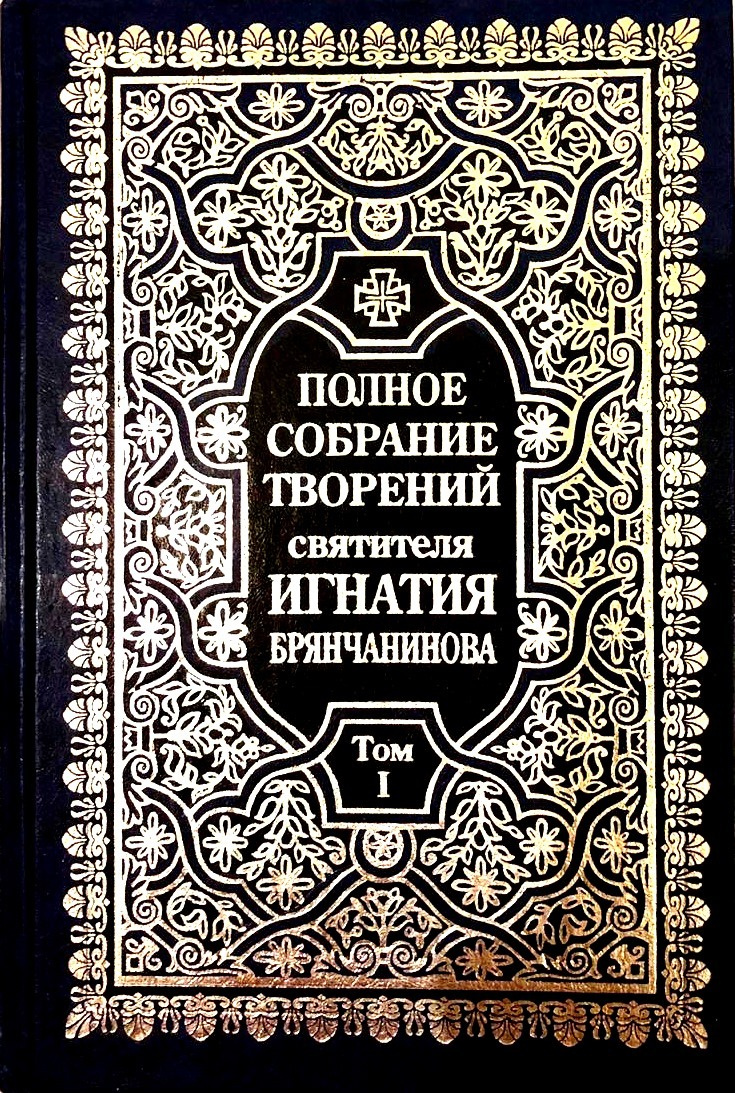 ПОЛНОЕ
СОБРАНИЕ
ТВОРЕНИЙ
святителя
ИГНАТИЯ
БРЯНЧАНИНОВА
Том
I